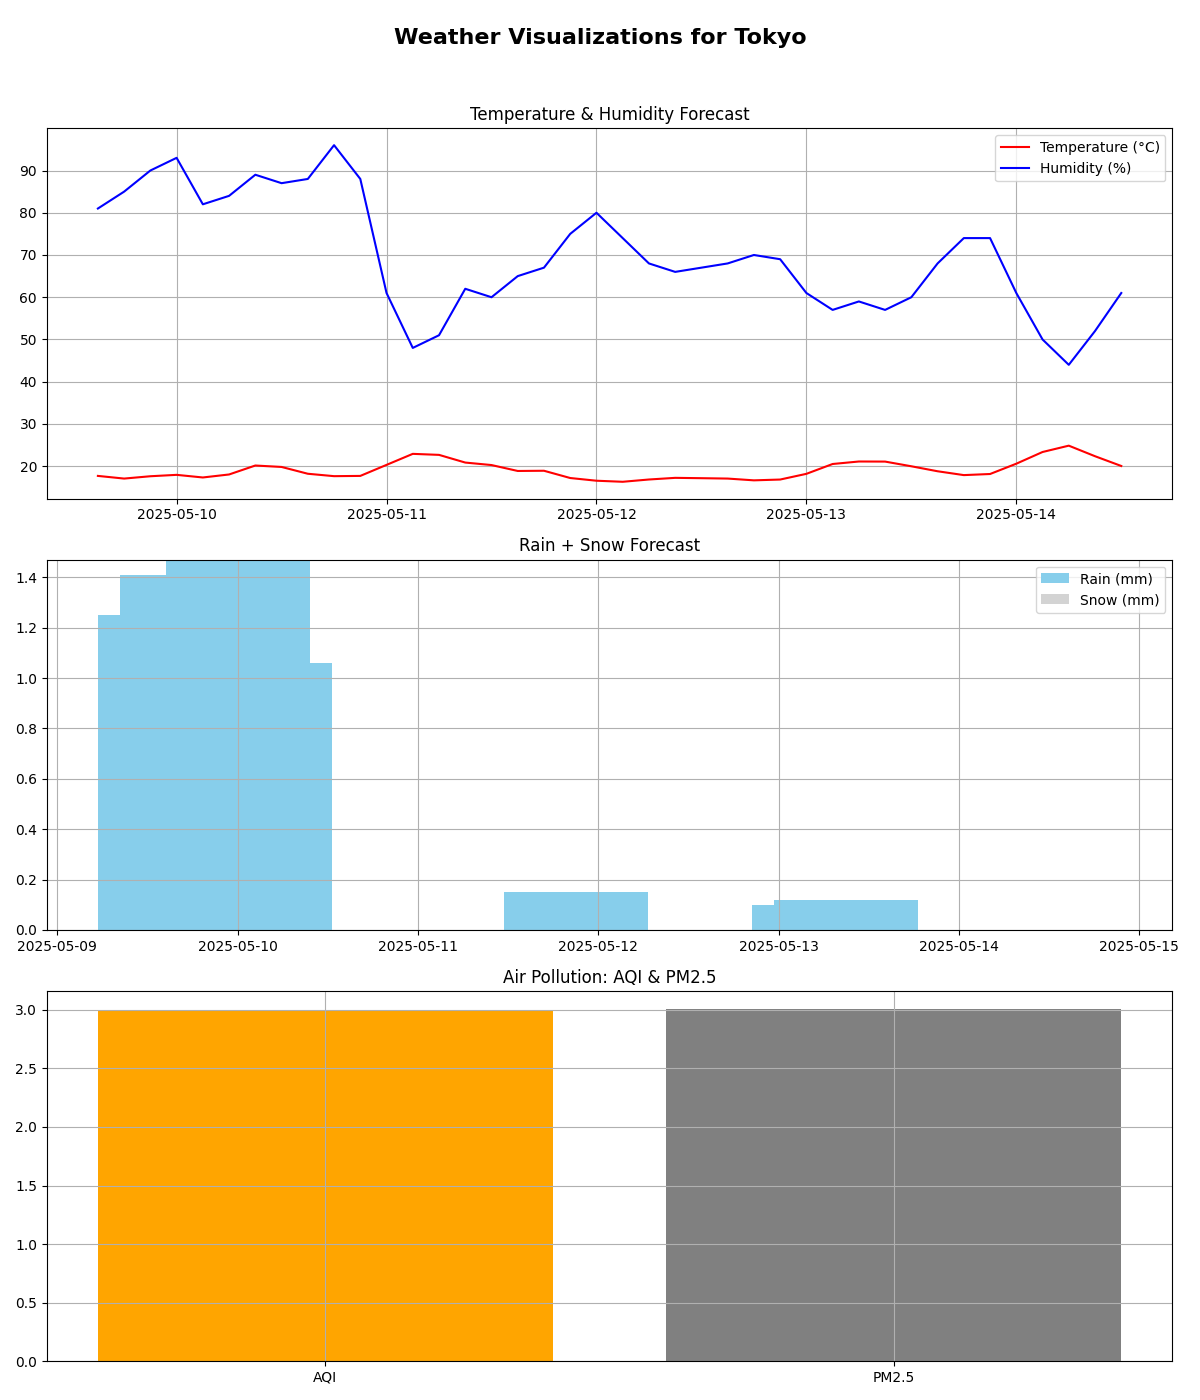 Weather Visualizations for Tokyo
Temperature & Humidity Forecast
Temperature (°C)
Humidity (%)
90
80
70
60
50
40
30
20
2025-05-10 2025-05-11 2025-05-12 2025-05-13 2025-05-14
Rain + Snow Forecast
Rain (mm)
Snow (mm)
1.4
1.2
1.0
0.8
0.6
0.4
0.2
0.0
2025-05-09 2025-05-10 2025-05-11 2025-05-12 2025-05-13 2025-05-14 2025-05-15
Air Pollution: AQI & PM2.5
3.0
2.5
2.0
1.5
1.0
0.5
0.0
AQI PM2.5